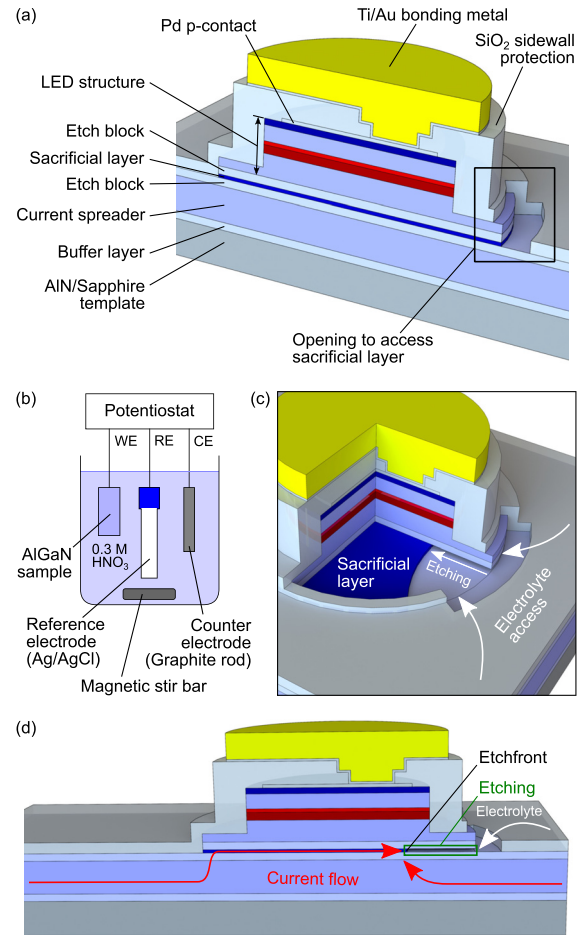 (a)
Ti/Au bonding metal
Pd p-contact
SiO₂ sidewall
protection
LED structure
Etch block
Sacrificial layer
Etch block
Current spreader
Buffer layer
AlN/Sapphire
template
Opening to access
sacrificial layer
(b)
Potentiostat
WE
RE
CE
AlGaN
sample
0.3 M
HNO₃
Reference
electrode
(Ag/AgCl)
Counter
electrode
(Graphite rod)
Magnetic stir bar
(c)
Sacrificial
layer
Etching
Electrolyte
access
(d)
Etchfront
Etching
Electrolyte
Current flow